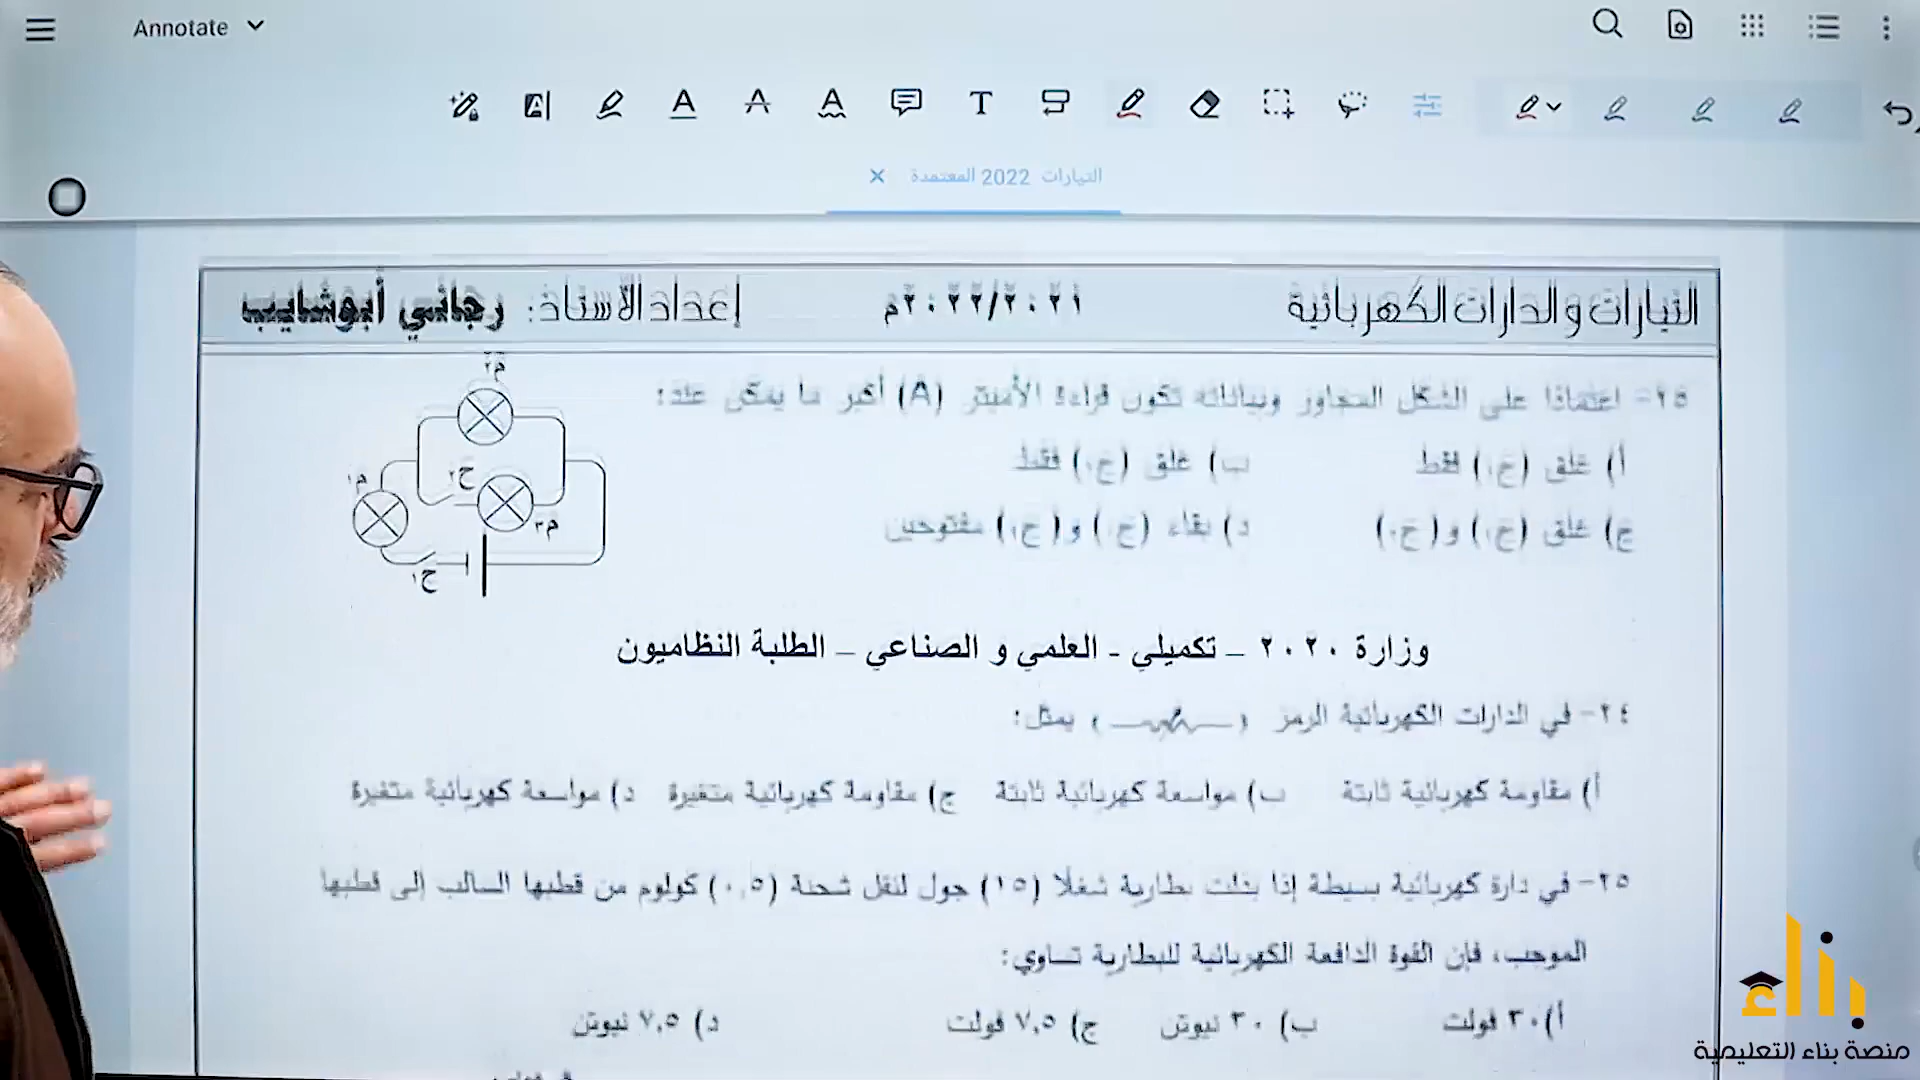 Annotate
التيارات 2022 المعتمدة
التيارات والدارات الكهربائية ٢٠٢٢/٢٠٢١م إعداد الأستاذ: رجائي أبوشايب
٢٥- اعتمادًا على الشكل المجاور وبياناته تكون قراءة الأميتر (A) أكبر ما يمكن عند:
أ) غلق (ح١) فقط ب) غلق (ح٢) فقط
ج) غلق (ح١) و(ح٢) د) بقاء (ح١) و(ح٢) مفتوحين
م٢
ح٢
م١
م٣
ح١
وزارة ٢٠٢٠ – تكميلي - العلمي و الصناعي – الطلبة النظاميون
٢٤- في الدارات الكهربائية الرمز ( ) يمثل:
أ) مقاومة كهربائية ثابتة ب) مواسعة كهربائية ثابتة ج) مقاومة كهربائية متغيرة د) مواسعة كهربائية متغيرة
٢٥- في دارة كهربائية بسيطة إذا بذلت بطارية شغلًا (١٥) جول لنقل شحنة (٠,٥) كولوم من قطبها السالب إلى قطبها
الموجب، فإن القوة الدافعة الكهربائية للبطارية تساوي:
أ) ٣٠ فولت ب) ٣٠ نيوتن ج) ٧,٥ فولت د) ٧,٥ نيوتن
بناء
منصة بناء التعليمية